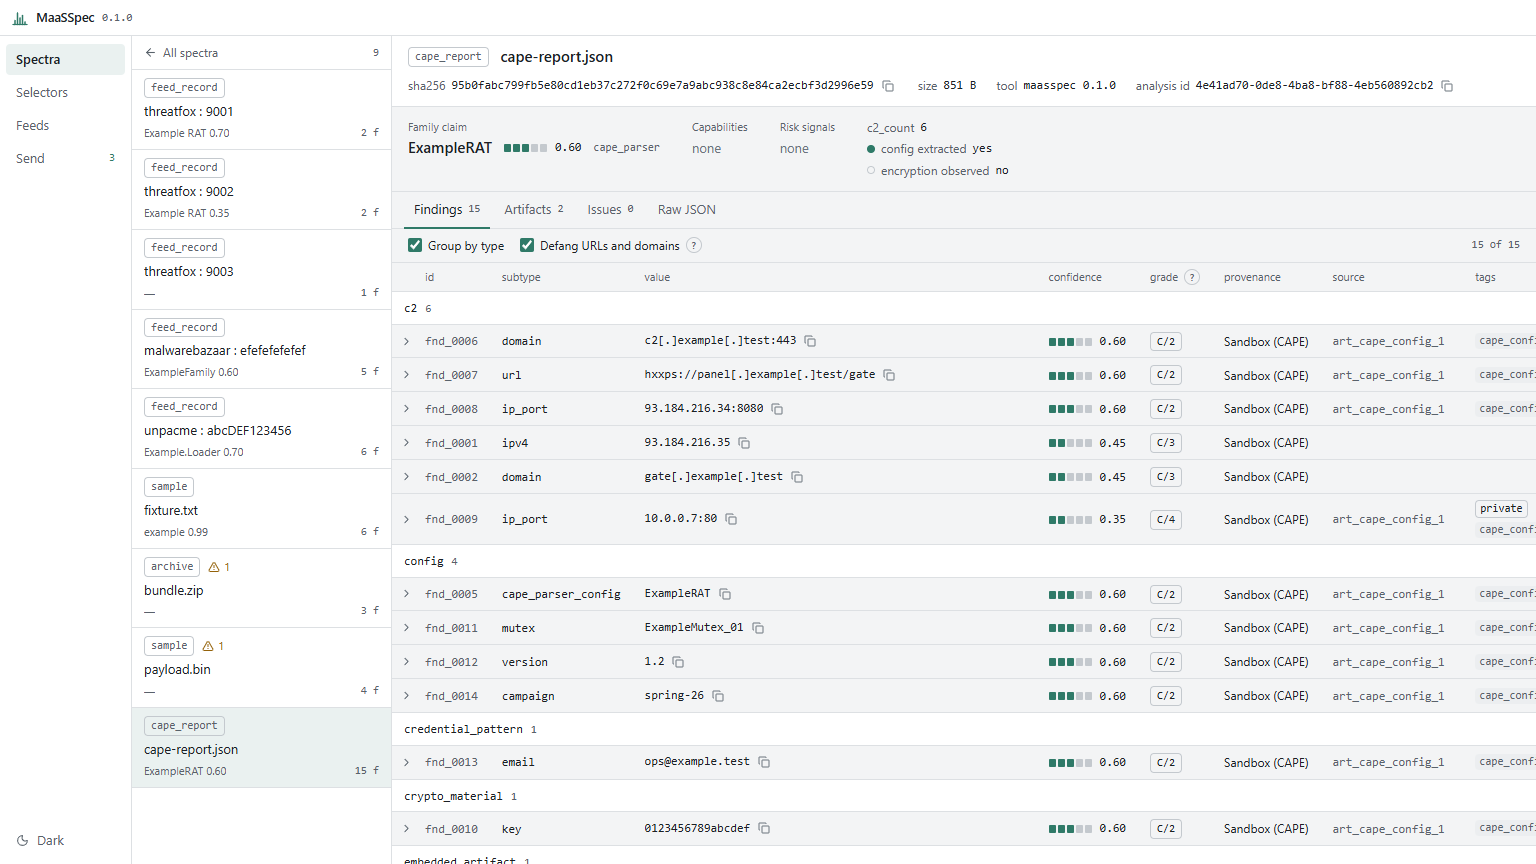 MaaSSpec 0.1.0
Spectra
Selectors
Feeds
Send 3
Dark
All spectra 9
feed_record
threatfox : 9001
Example RAT 0.70 2 f
feed_record
threatfox : 9002
Example RAT 0.35 2 f
feed_record
threatfox : 9003
— 1 f
feed_record
malwarebazaar : efefefefefef
ExampleFamily 0.60 5 f
feed_record
unpacme : abcDEF123456
Example.Loader 0.70 6 f
sample
fixture.txt
example 0.99 6 f
archive 1
bundle.zip
— 3 f
sample 1
payload.bin
— 4 f
cape_report
cape-report.json
ExampleRAT 0.60 15 f
cape_report cape-report.json
sha256 95b0fabc799fb5e80cd1eb37c272f0c69e7a9abc938c8e84ca2ecbf3d2996e59 size 851 B tool maasspec 0.1.0 analysis id 4e41ad70-0de8-4ba8-bf88-4eb560892cb2
Family claim
ExampleRAT 0.60 cape_parser
Capabilities
none
Risk signals
none
c2_count 6
config extracted yes
encryption observed no
Findings 15 Artifacts 2 Issues 0 Raw JSON
Group by type Defang URLs and domains ? 15 of 15
id subtype value confidence grade ? provenance source tags
c2 6
fnd_0006 domain c2[.]example[.]test:443 0.60 C/2 Sandbox (CAPE) art_cape_config_1 cape_conf
fnd_0007 url hxxps://panel[.]example[.]test/gate 0.60 C/2 Sandbox (CAPE) art_cape_config_1 cape_conf
fnd_0008 ip_port 93.184.216.34:8080 0.60 C/2 Sandbox (CAPE) art_cape_config_1 cape_conf
fnd_0001 ipv4 93.184.216.35 0.45 C/3 Sandbox (CAPE)
fnd_0002 domain gate[.]example[.]test 0.45 C/3 Sandbox (CAPE)
fnd_0009 ip_port 10.0.0.7:80 0.35 C/4 Sandbox (CAPE) art_cape_config_1 private
cape_conf
config 4
fnd_0005 cape_parser_config ExampleRAT 0.60 C/2 Sandbox (CAPE) art_cape_config_1 cape_conf
fnd_0011 mutex ExampleMutex_01 0.60 C/2 Sandbox (CAPE) art_cape_config_1 cape_conf
fnd_0012 version 1.2 0.60 C/2 Sandbox (CAPE) art_cape_config_1 cape_conf
fnd_0014 campaign spring-26 0.60 C/2 Sandbox (CAPE) art_cape_config_1 cape_conf
credential_pattern 1
fnd_0013 email ops@example.test 0.60 C/2 Sandbox (CAPE) art_cape_config_1 cape_conf
crypto_material 1
fnd_0010 key 0123456789abcdef 0.60 C/2 Sandbox (CAPE) art_cape_config_1 cape_conf
embedded_artifact 1